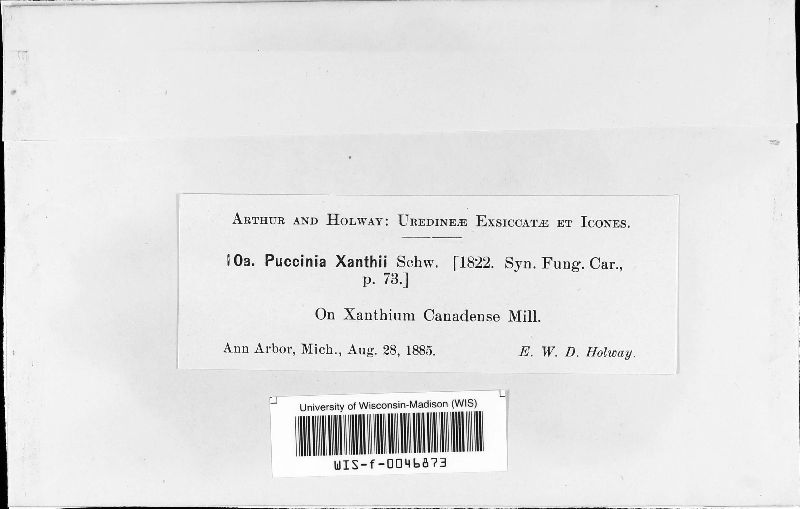 ARTHUR AND HOLWAY: UREDINEÆ EXSICCATÆ ET ICONES.
10a. Puccinia Xanthii Schw. [1822. Syn. Fung. Car.,
p. 73.]
On Xanthium Canadense Mill.
Ann Arbor, Mich., Aug. 28, 1885. E. W. D. Holway.
University of Wisconsin-Madison (WIS)
WIS-f-0046873